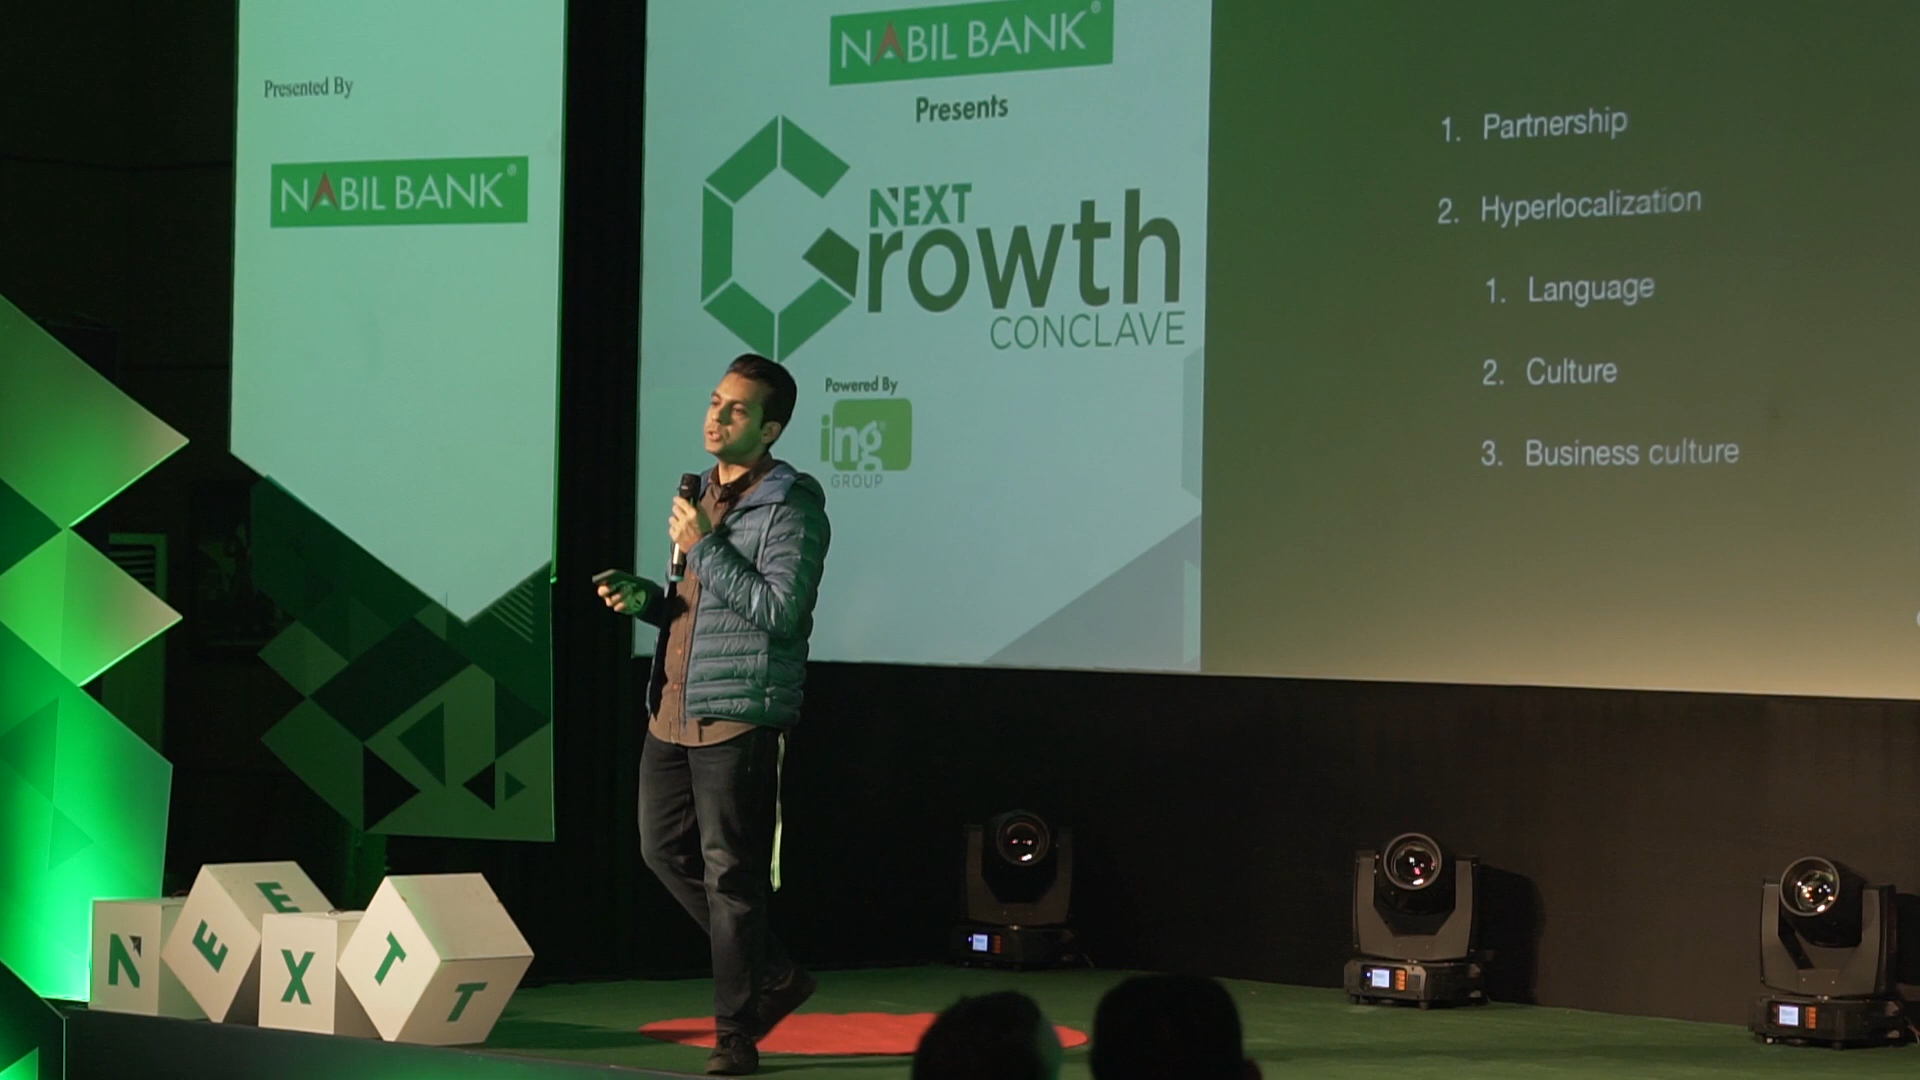 Presented By
NABIL BANK®
NABIL BANK®
Presents
NEXT
Growth
CONCLAVE
Powered By
ing®
GROUP
1. Partnership
2. Hyperlocalization
1. Language
2. Culture
3. Business culture
N
E
E
X
T
T